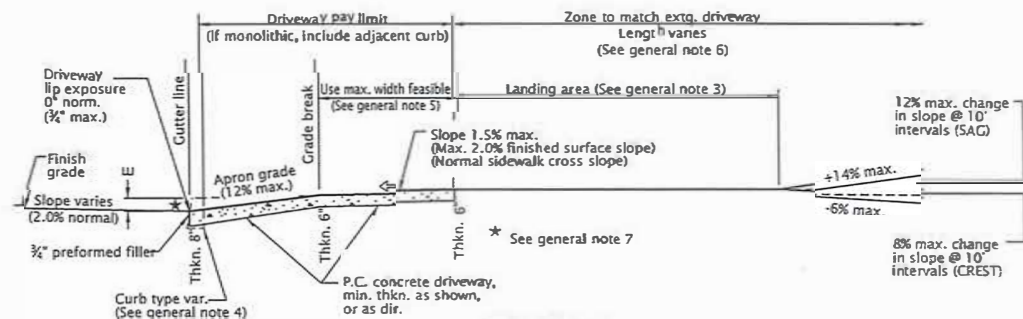 Driveway pay limit
(If monolithic, include adjacent curb)
Zone to match extg. driveway
Length varies
(See general note 6)
Driveway
lip exposure
0" norm.
(¾" max.)
Gutter line
Grade break
Use max. width feasible
(See general note 5)
Landing area (See general note 3)
12% max. change
in slope @ 10'
intervals (SAG)
Slope 1.5% max.
(Max. 2.0% finished surface slope)
(Normal sidewalk cross slope)
Finish
grade
E
Apron grade
(12% max.)
+14% max.
-6% max.
Slope varies
(2.0% normal)
★
¾" preformed filler
Thkn. 8"
Thkn. 6"
Thkn. 6"
★ See general note 7
8% max. change
in slope @ 10'
intervals (CREST)
P.C. concrete driveway,
min. thkn. as shown,
or as dir.
Curb type var.
(See general note 4)